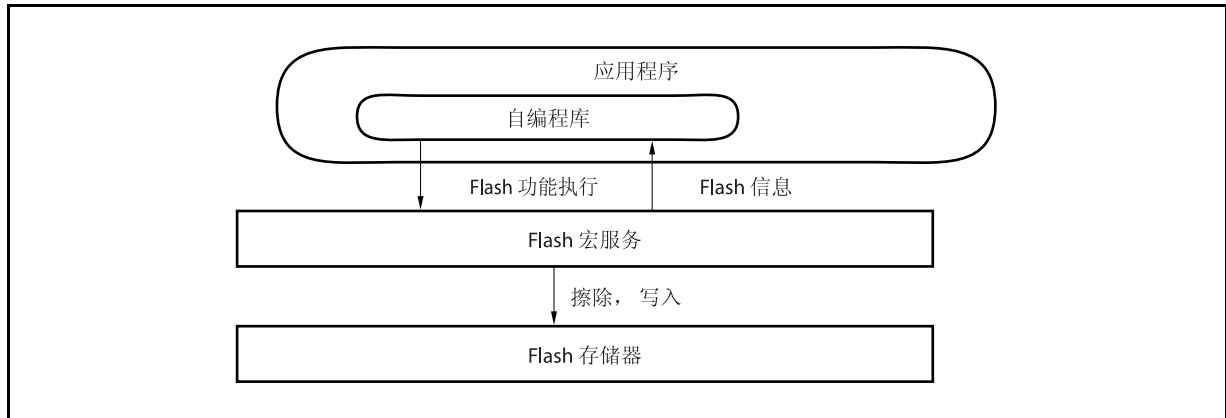 应用程序
自编程库
Flash 功能执行
Flash 信息
Flash 宏服务
擦除， 写入
Flash 存储器